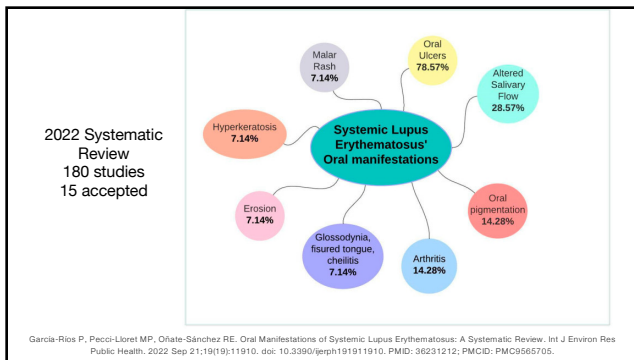 2022 Systematic
Review
180 studies
15 accepted
Malar
Rash
7.14%
Oral
Ulcers
78.57%
Altered
Salivary
Flow
28.57%
Hyperkeratosis
7.14%
Systemic Lupus
Erythematosus'
Oral manifestations
Erosion
7.14%
Glossodynia,
fisured tongue,
cheilitis
7.14%
Arthritis
14.28%
Oral
pigmentation
14.28%
García-Ríos P, Pecci-Lloret MP, Oñate-Sánchez RE. Oral Manifestations of Systemic Lupus Erythematosus: A Systematic Review. Int J Environ Res
Public Health. 2022 Sep 21;19(19):11910. doi: 10.3390/ijerph191911910. PMID: 36231212; PMCID: PMC9565705.